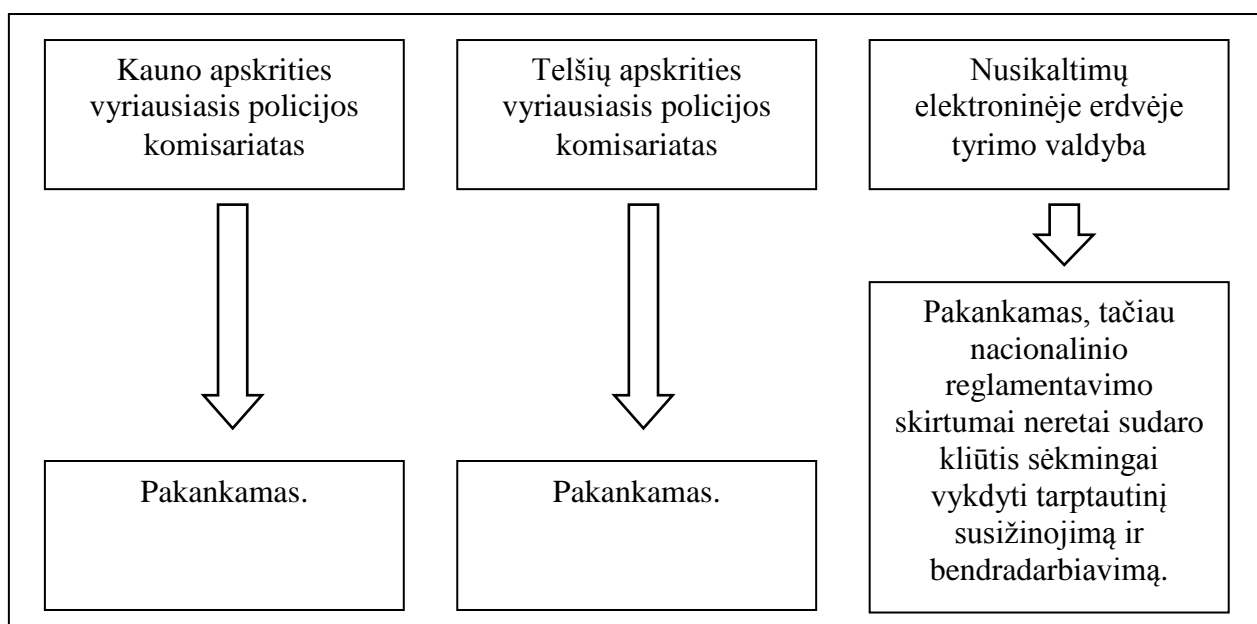 Kauno apskrities
vyriausiasis policijos
komisariatas
Telšių apskrities
vyriausiasis policijos
komisariatas
Nusikaltimų
elektroninėje erdvėje
tyrimo valdyba
Pakankamas.
Pakankamas.
Pakankamas, tačiau
nacionalinio
reglamentavimo
skirtumai neretai sudaro
kliūtis sėkmingai
vykdyti tarptautinį
susižinojimą ir
bendradarbiavimą.